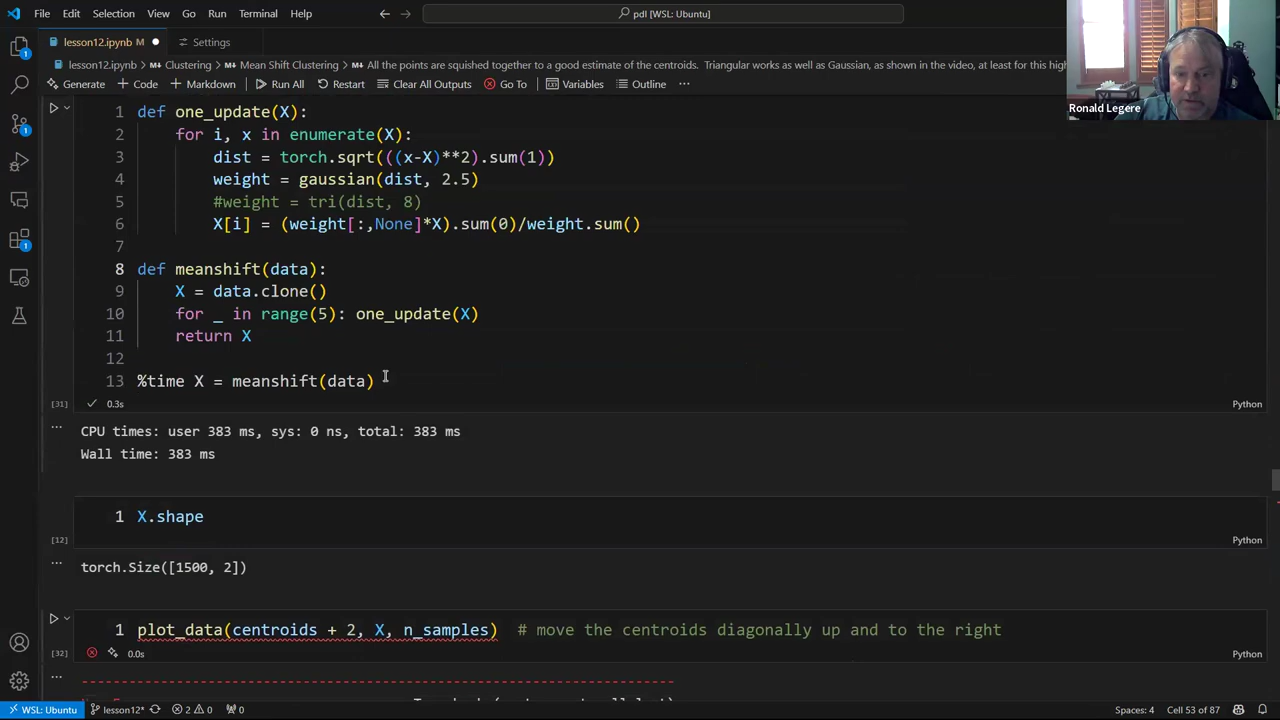 File Edit Selection View Go Run Terminal Help
pdl [WSL: Ubuntu]
lesson12.ipynb M
Settings
lesson12.ipynb > Clustering > Mean Shift Clustering > All the points are pushed together to a good estimate of the centroids. Triangular works as well as Gaussian, as shown in the video, at least for this high
Generate + Code + Markdown Run All Restart Clear All Outputs Go To Variables Outline ...
Ronald Legere
1 def one_update(X):
2 for i, x in enumerate(X):
3 dist = torch.sqrt(((x-X)**2).sum(1))
4 weight = gaussian(dist, 2.5)
5 #weight = tri(dist, 8)
6 X[i] = (weight[:,None]*X).sum(0)/weight.sum()
7
8 def meanshift(data):
9 X = data.clone()
10 for _ in range(5): one_update(X)
11 return X
12
13 %time X = meanshift(data)
[31] 0.3s Python
CPU times: user 383 ms, sys: 0 ns, total: 383 ms
Wall time: 383 ms
1 X.shape
[12] Python
torch.Size([1500, 2])
1 plot_data(centroids + 2, X, n_samples) # move the centroids diagonally up and to the right
[32] 0.0s Python
WSL: Ubuntu lesson12* 2 0 0 Spaces: 4 Cell 53 of 87